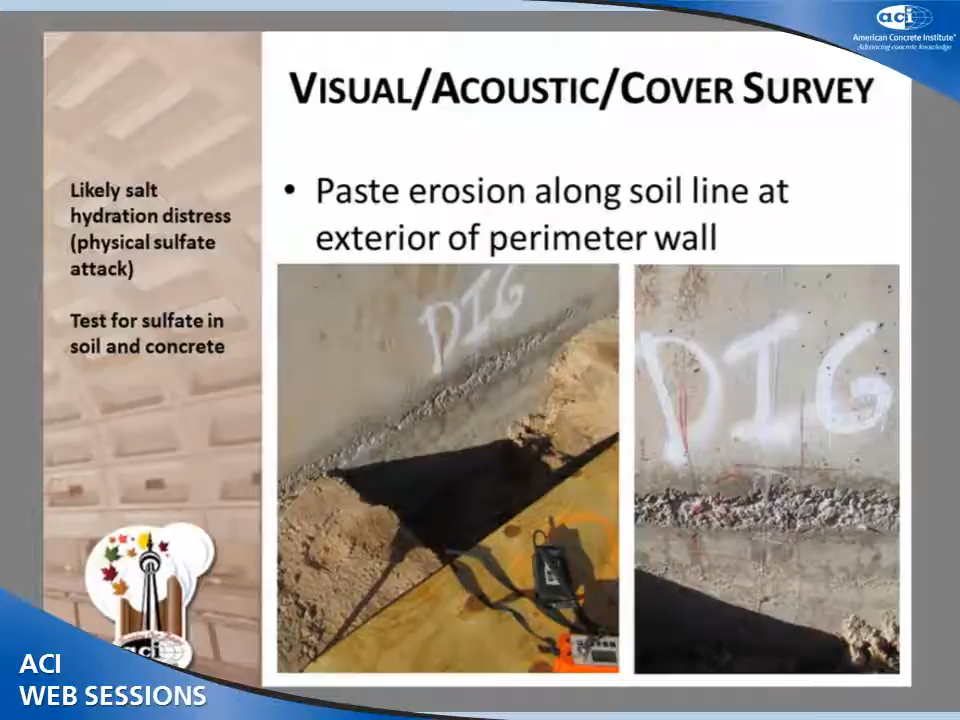 aci
American Concrete Institute®
Advancing concrete knowledge
VISUAL/ACOUSTIC/COVER SURVEY
Likely salt
hydration distress
(physical sulfate
attack)
Test for sulfate in
soil and concrete
• Paste erosion along soil line at
exterior of perimeter wall
DIG
DIG
aci
ACI
WEB SESSIONS